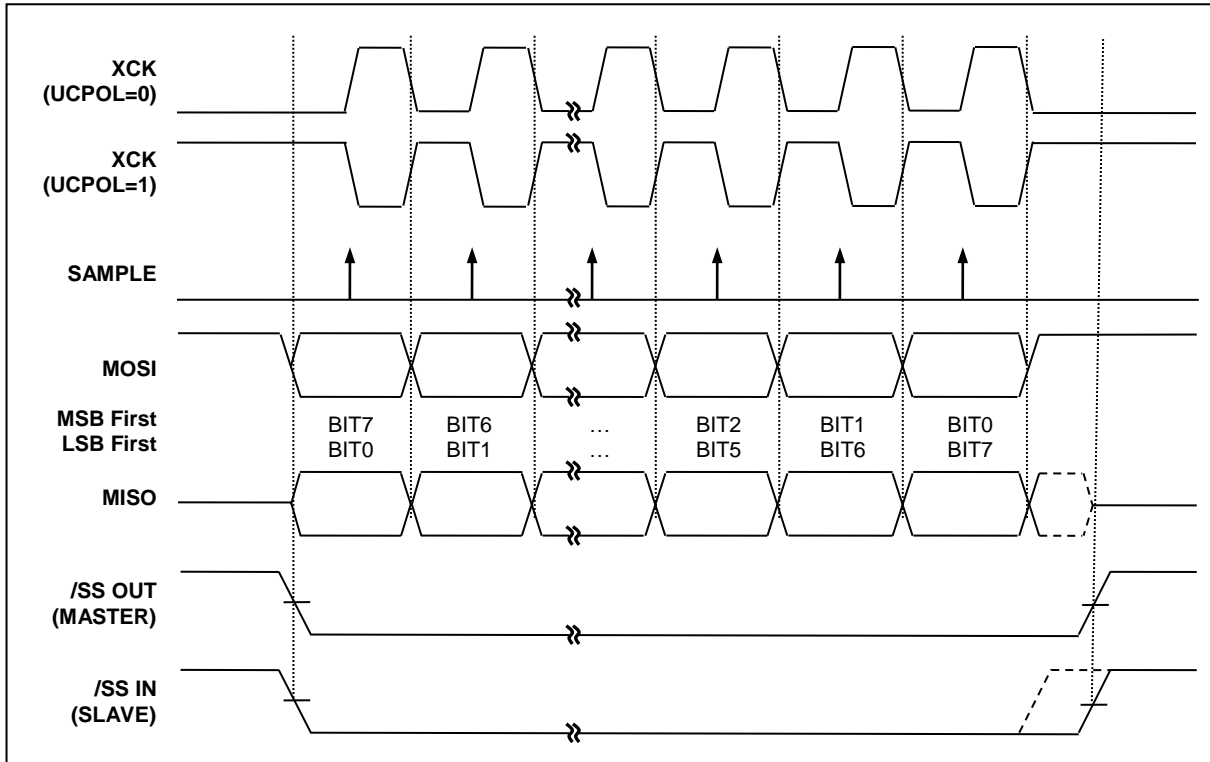 XCK
(UCPOL=0)
XCK
(UCPOL=1)
SAMPLE
MOSI
MSB First
LSB First
BIT7 BIT6 … BIT2 BIT1 BIT0
BIT0 BIT1 … BIT5 BIT6 BIT7
MISO
/SS OUT
(MASTER)
/SS IN
(SLAVE)